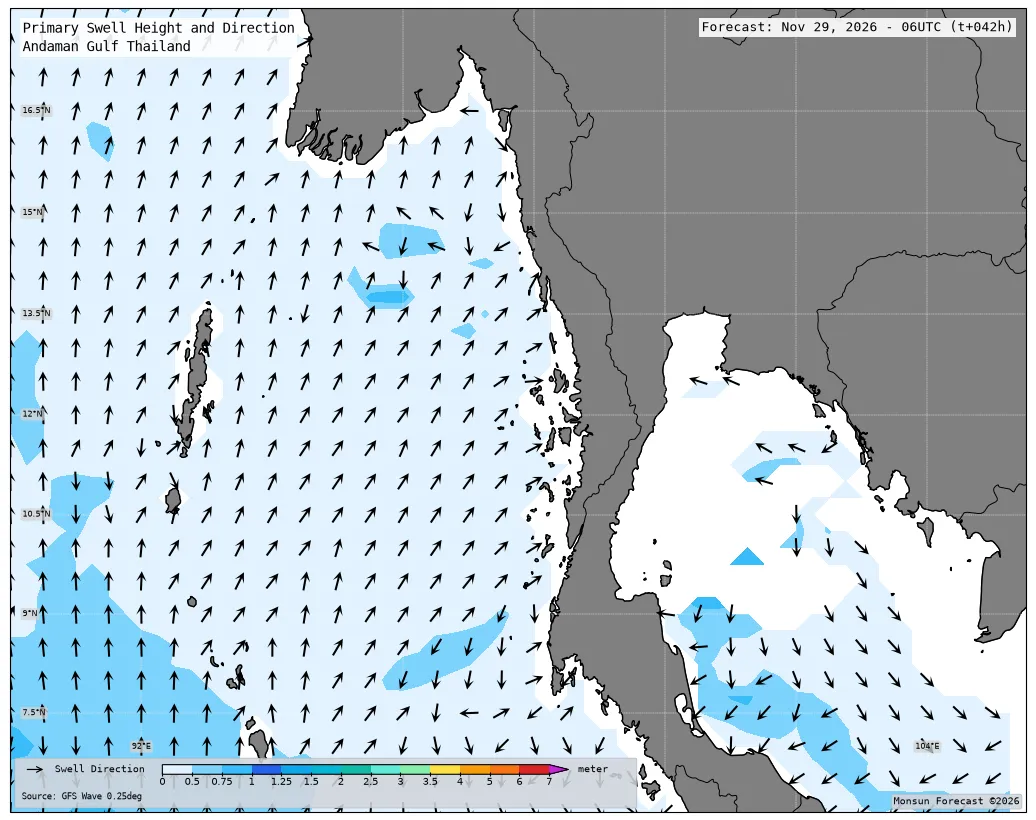 Primary Swell Height and Direction
Andaman Gulf Thailand
Forecast: Nov 29, 2026 - 06UTC (t+042h)
16.5°N
15°N
13.5°N
12°N
10.5°N
9°N
7.5°N
92°E
104°E
Swell Direction
0 0.5 0.75 1 1.25 1.5 2 2.5 3 3.5 4 5 6 7
meter
Source: GFS Wave 0.25deg
Monsun Forecast ©2026